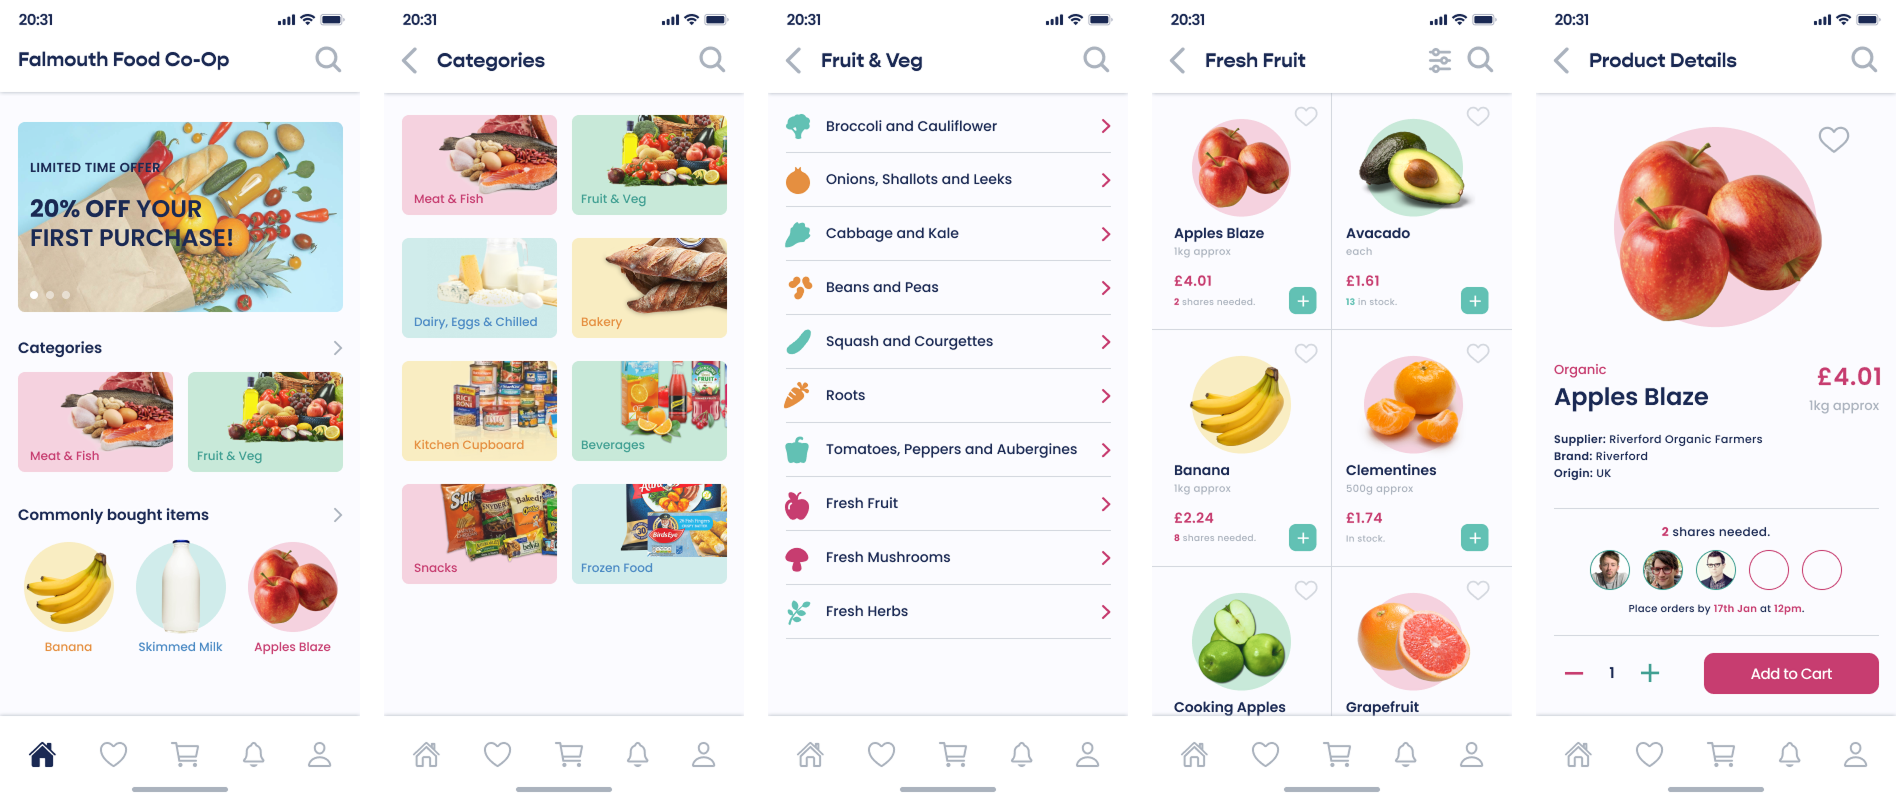 20:31
Falmouth Food Co-Op
LIMITED TIME OFFER
20% OFF YOUR
FIRST PURCHASE!
Categories
Meat & Fish
Fruit & Veg
Commonly bought items
Banana
Skimmed Milk
Apples Blaze
20:31
Categories
Meat & Fish
Fruit & Veg
Dairy, Eggs & Chilled
Bakery
Kitchen Cupboard
Beverages
Snacks
Frozen Food
20:31
Fruit & Veg
Broccoli and Cauliflower
Onions, Shallots and Leeks
Cabbage and Kale
Beans and Peas
Squash and Courgettes
Roots
Tomatoes, Peppers and Aubergines
Fresh Fruit
Fresh Mushrooms
Fresh Herbs
20:31
Fresh Fruit
Apples Blaze
1kg approx
£4.01
2 shares needed.
Avacado
each
£1.61
13 in stock.
Banana
1kg approx
£2.24
8 shares needed.
Clementines
500g approx
£1.74
In stock.
Cooking Apples
Grapefruit
20:31
Product Details
Organic
Apples Blaze
£4.01
1kg approx
Supplier: Riverford Organic Farmers
Brand: Riverford
Origin: UK
2 shares needed.
Place orders by 17th Jan at 12pm.
1
Add to Cart